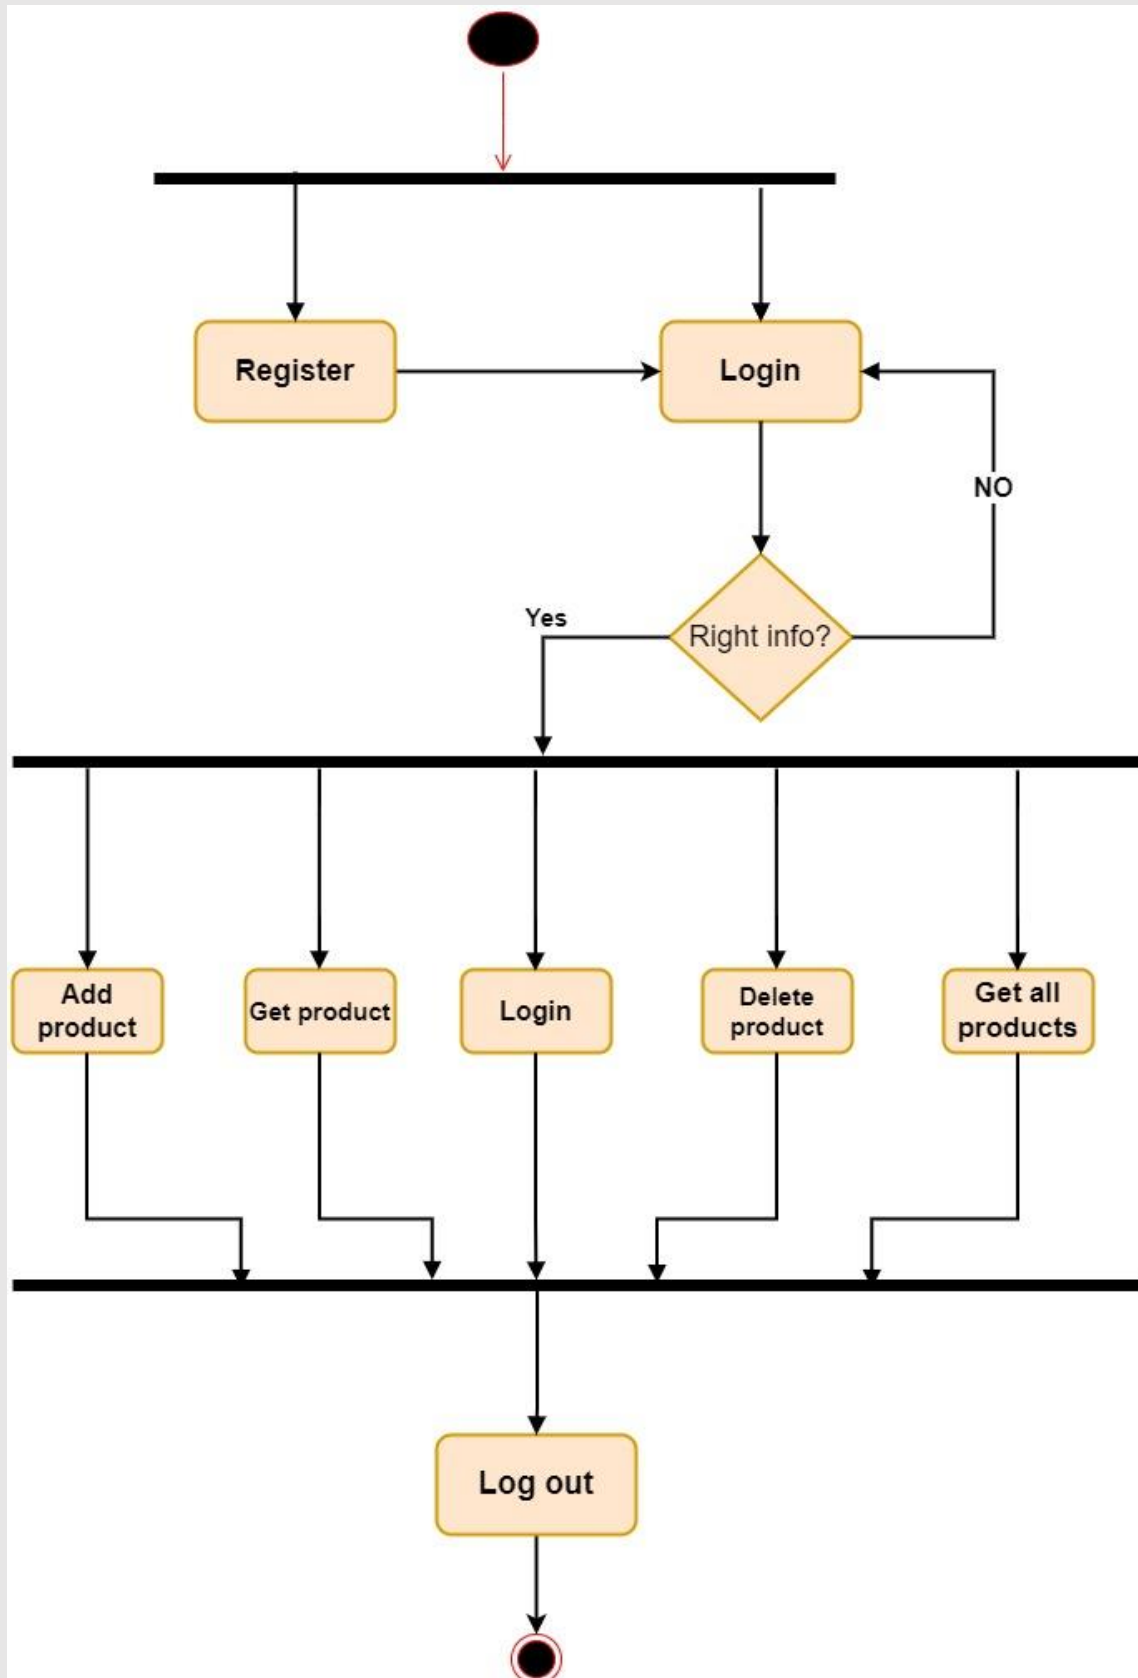 Register
Login
NO
Yes
Right info?
Add
product
Get product
Login
Delete
product
Get all
products
Log out